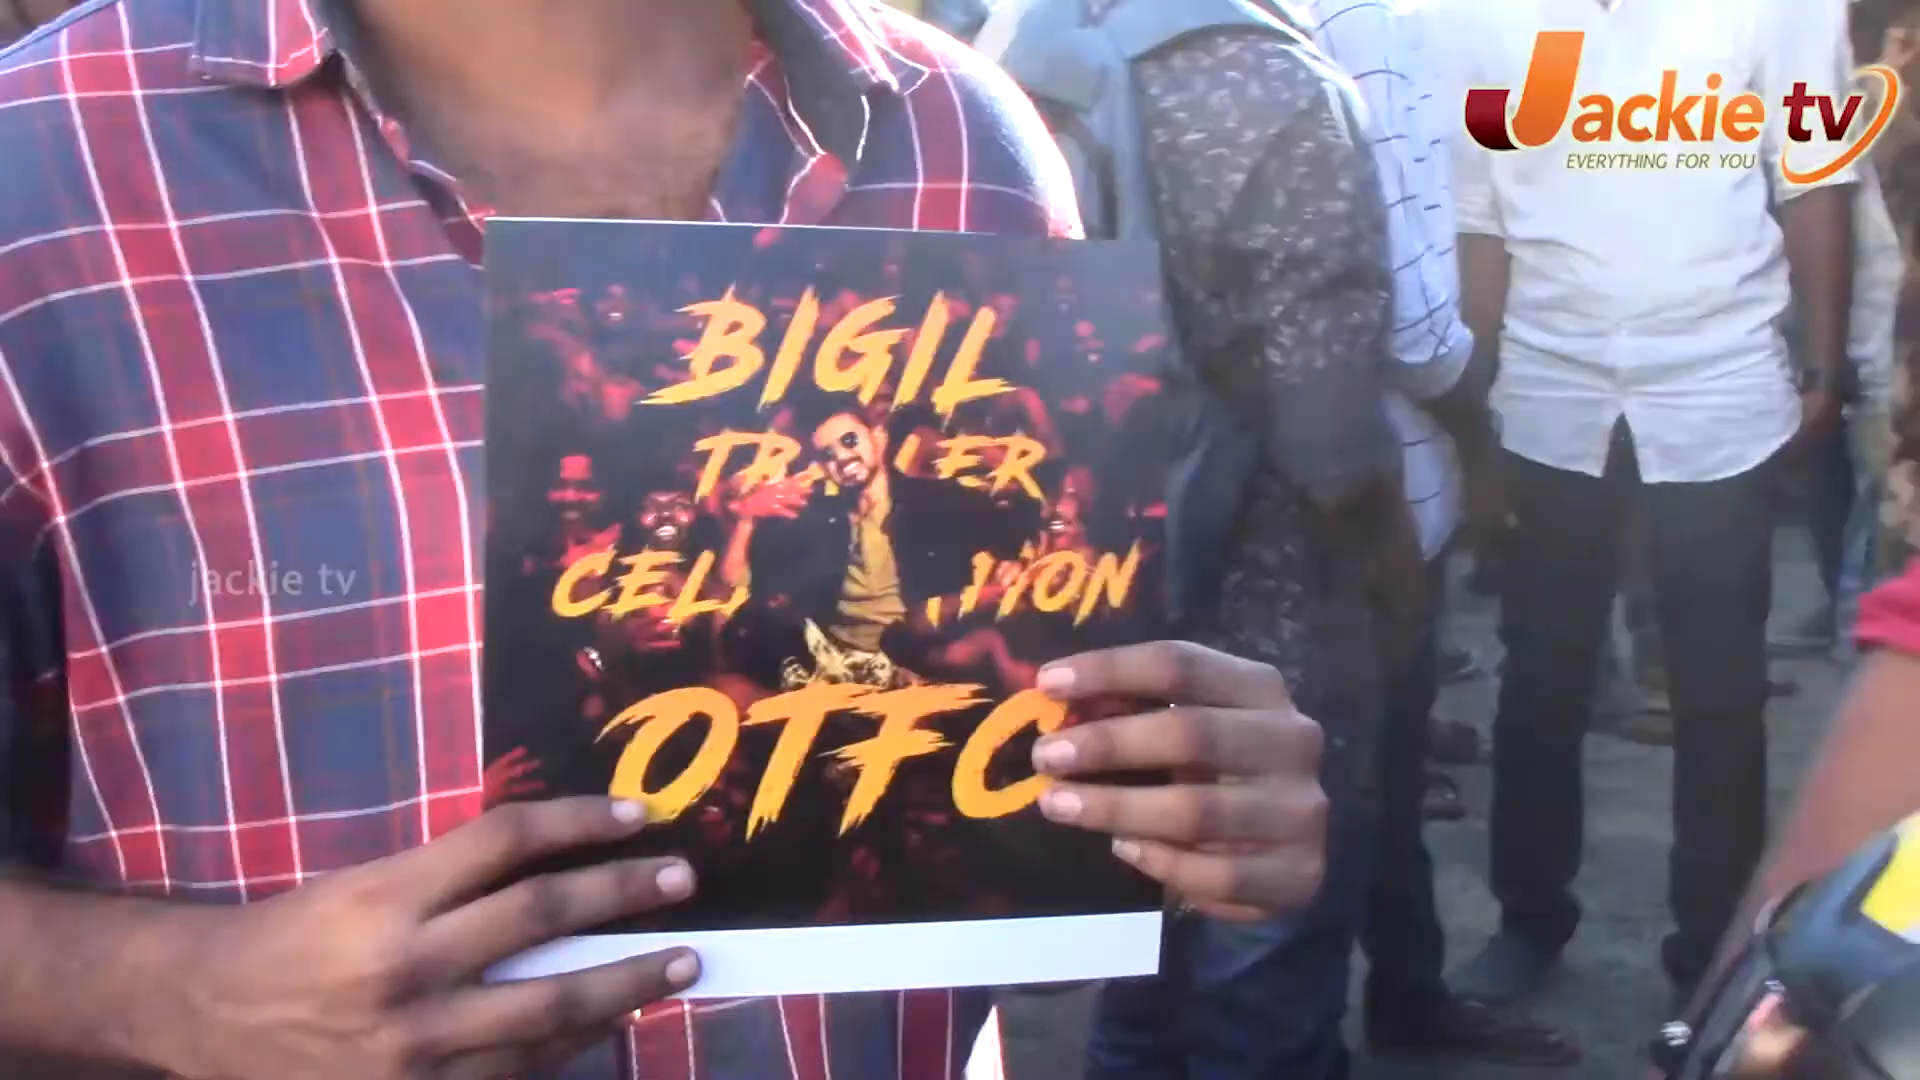 Jackie tv
EVERYTHING FOR YOU
BIGIL
OTFC
jackie tv